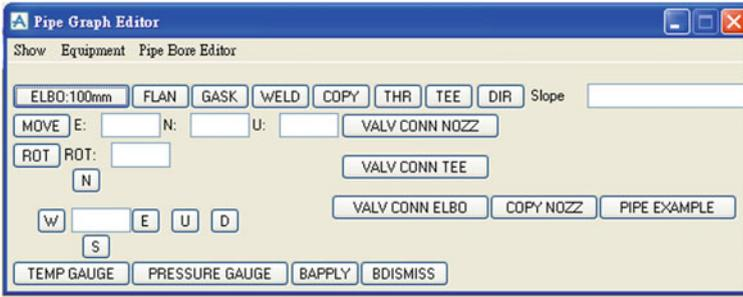 Pipe Graph Editor
Show Equipment Pipe Bore Editor
ELBO:100mm FLAN GASK WELD COPY THR TEE DIR Slope
MOVE E: N: U: VALV CONN NOZZ
ROT ROT: VALV CONN TEE
N
VALV CONN ELBO COPY NOZZ PIPE EXAMPLE
W E U D
S
TEMP GAUGE PRESSURE GAUGE BAPPLY BDISMISS